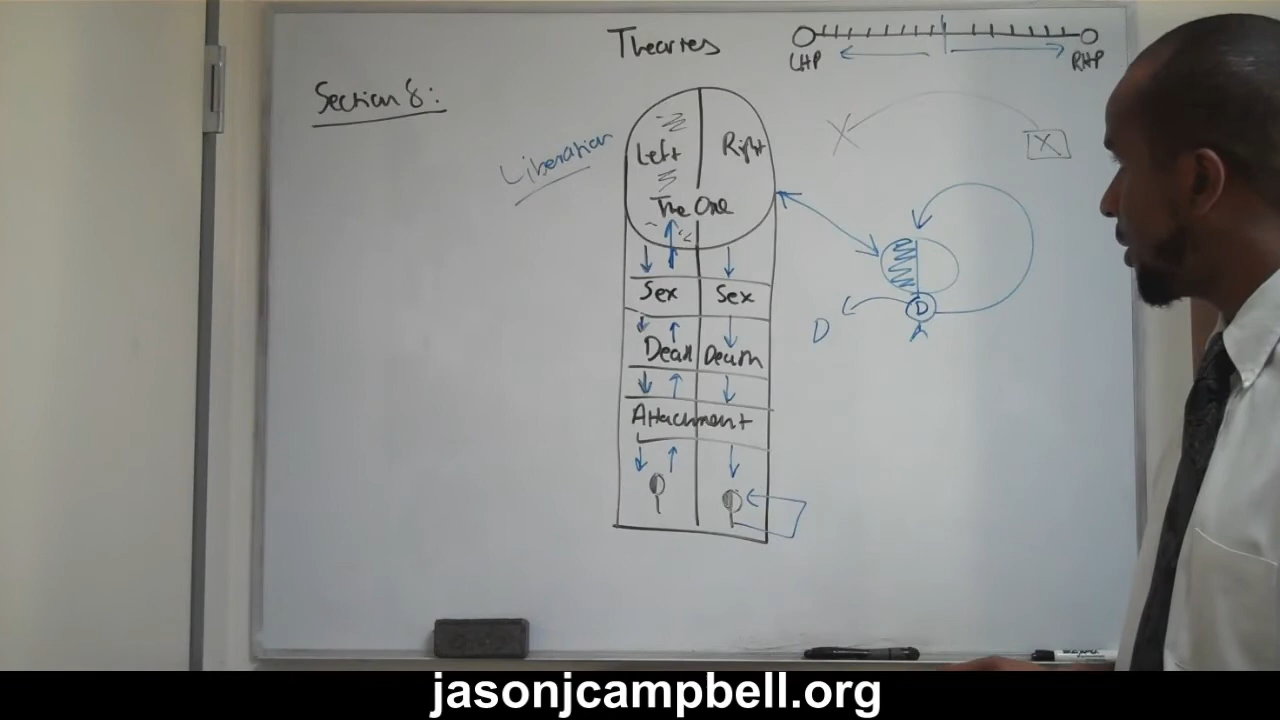 Theories
LHP
RHP
Section 8:
Liberation
Left
Right
X
X
The One
Sex
Sex
D
D
Death
Death
Attachment
jasonjcampbell.org